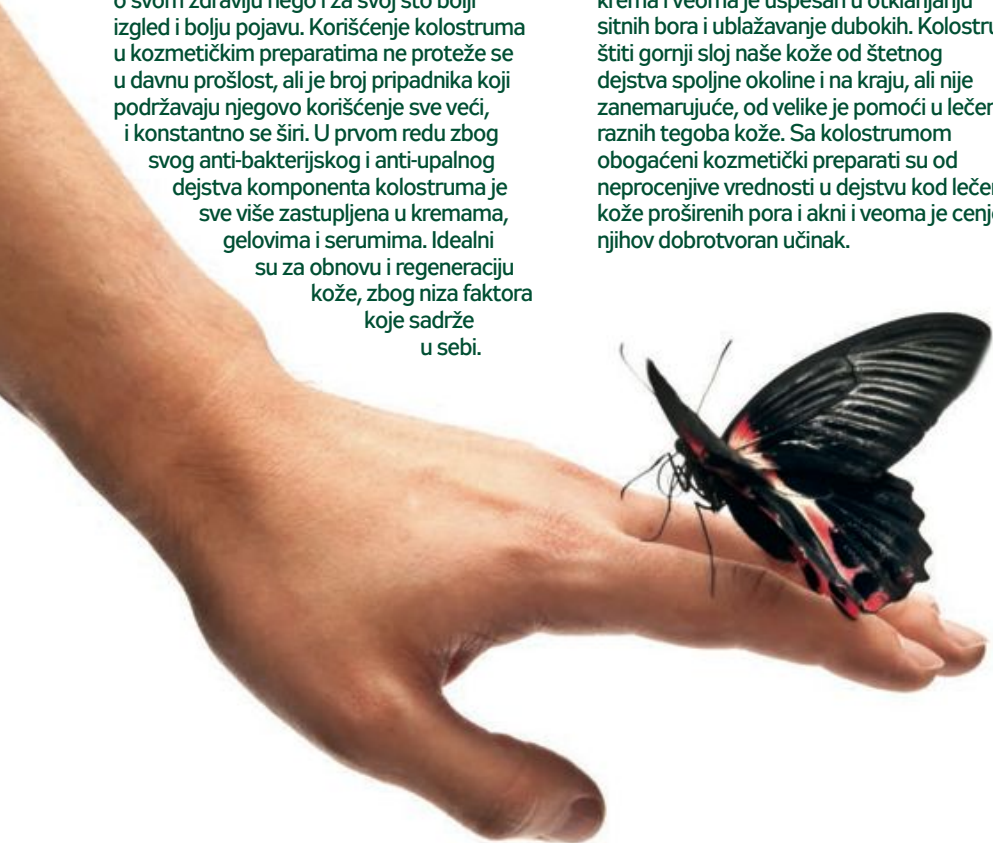 o svom zdravlju nego i za svoj što bolji
izgled i bolju pojavu. Korišćenje kolostruma
u kozmetičkim preparatima ne proteže se
u davnu prošlost, ali je broj pripadnika koji
podržavaju njegovo korišćenje sve veći,
i konstantno se širi. U prvom redu zbog
svog anti-bakterijskog i anti-upalnog
dejstva komponenta kolostruma je
sve više zastupljena u kremama,
gelovima i serumima. Idealni
su za obnovu i regeneraciju
kože, zbog niza faktora
koje sadrže
u sebi.
krema i veoma je uspešan u otklanjanju
sitnih bora i ublažavanje dubokih. Kolostru
štiti gornji sloj naše kože od štetnog
dejstva spoljne okoline i na kraju, ali nije
zanemarujuće, od velike je pomoći u lečen
raznih tegoba kože. Sa kolostrumom
obogaćeni kozmetički preparati su od
neprocenjive vrednosti u dejstvu kod lečen
kože proširenih pora i akni i veoma je cenje
njihov dobrotvoran učinak.